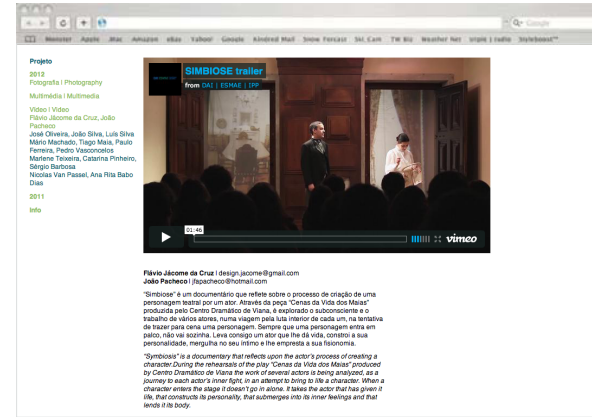 Google
Monster Apple .Mac Amazon eBay Yahoo! Google Kindred Mail Snow Forcast Ski Cam TW Biz Weather Net
Projeto
2012
Fotografia | Photography
Multimédia | Multimedia
Video | Video
Flávio Jácome da Cruz, João
Pacheco
José Oliveira, João Silva, Luís Silva
Mário Machado, Tiago Maia, Paulo
Ferreira, Pedro Vasconcelos
Marlene Teixeira, Catarina Pinheiro,
Sérgio Barbosa
Nicolas Van Passel, Ana Rita Babo
Dias
2011
Info
SIMBIOSE trailer
from DAI | ESMAE | IPP
01:46
vimeo
Flávio Jácome da Cruz | design.jacome@gmail.com
João Pacheco | jfapacheco@hotmail.com
"Simbiose" é um documentário que reflete sobre o processo de criação de uma
personagem teatral por um ator. Através da peça "Cenas da Vida dos Maias"
produzida pelo Centro Dramático de Viana, é explorado o subconsciente e o
trabalho de vários atores, numa viagem pela luta interior de cada um, na tentativa
de trazer para cena uma personagem. Sempre que uma personagem entra em
palco, não vai sozinha. Leva consigo um ator que lhe dá vida, constroi a sua
personalidade, mergulha no seu íntimo e lhe empresta a sua fisionomia.
"Symbiosis" is a documentary that reflects upon the actor's process of creating a
character.During the rehearsals of the play "Cenas da Vida dos Maias" produced
by Centro Dramático de Viana the work of several actors is being analyzed, as a
journey to each actor's inner fight, in an attempt to bring to life a character. When a
character enters the stage it doesn't go in alone. It takes the actor that has given it
life, that constructs its personality, that submerges into its inner feelings and that
lends it its body.